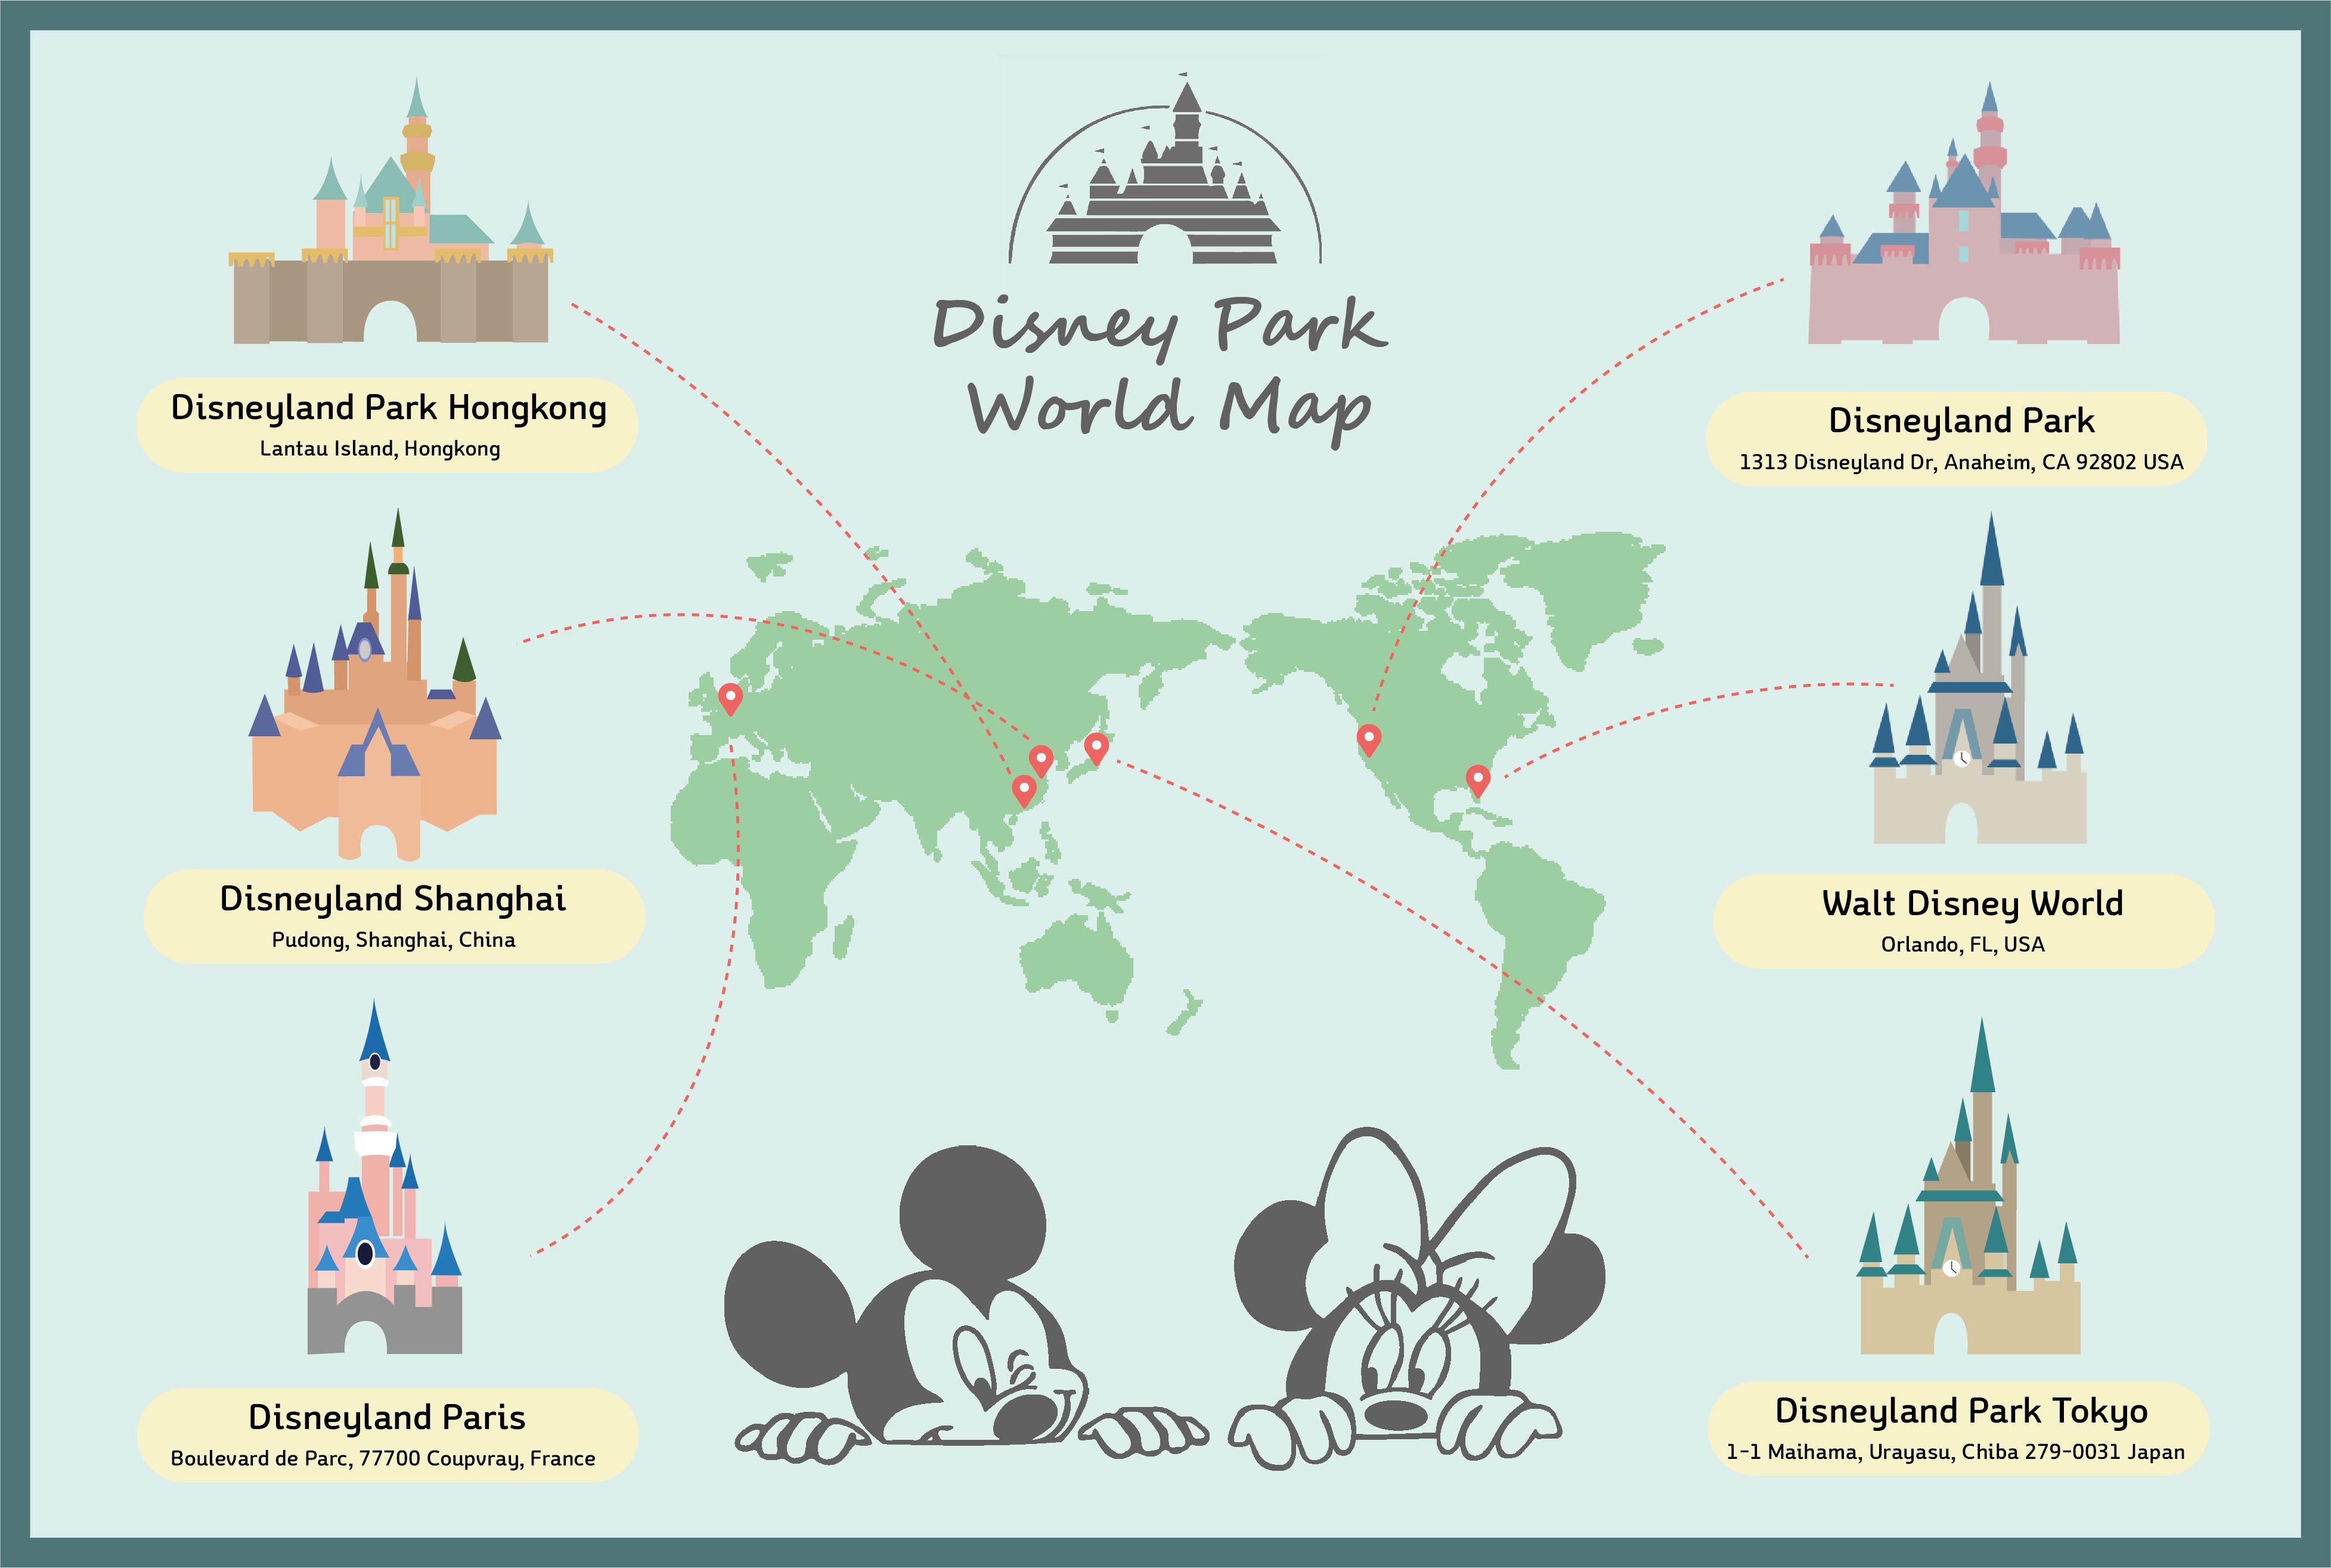 Disney Park
World Map
Disneyland Park Hongkong
Lantau Island, Hongkong
Disneyland Park
1313 Disneyland Dr, Anaheim, CA 92802 USA
Disneyland Shanghai
Pudong, Shanghai, China
Walt Disney World
Orlando, FL, USA
Disneyland Paris
Boulevard de Parc, 77700 Coupvray, France
Disneyland Park Tokyo
1-1 Maihama, Urayasu, Chiba 279-0031 Japan